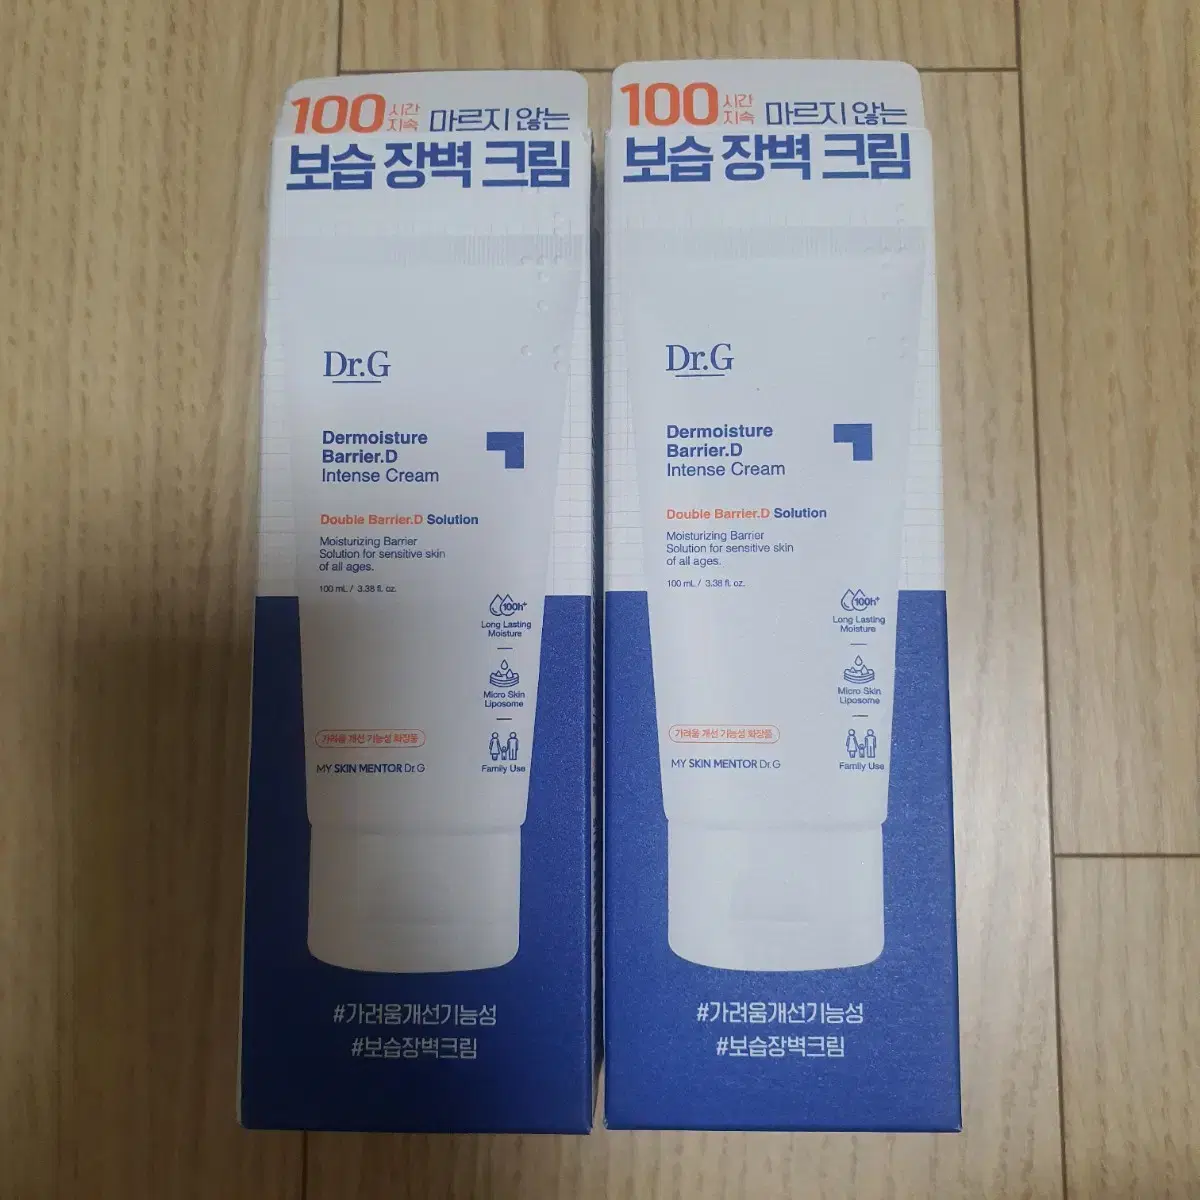 100 시간 지속 마르지 않는
보습 장벽 크림
Dr.G
Dermoisture
Barrier.D
Intense Cream
Double Barrier.D Solution
Moisturizing Barrier
Solution for sensitive skin
of all ages.
100 mL / 3.38 fl. oz.
100h+
Long Lasting
Moisture
Micro Skin
Liposome
가려움 개선 기능성 화장품
MY SKIN MENTOR Dr.G
Family Use
#가려움개선기능성
#보습장벽크림
100 시간 지속 마르지 않는
보습 장벽 크림
Dr.G
Dermoisture
Barrier.D
Intense Cream
Double Barrier.D Solution
Moisturizing Barrier
Solution for sensitive skin
of all ages.
100 mL / 3.38 fl. oz.
100h+
Long Lasting
Moisture
Micro Skin
Liposome
가려움 개선 기능성 화장품
MY SKIN MENTOR Dr.G
Family Use
#가려움개선기능성
#보습장벽크림